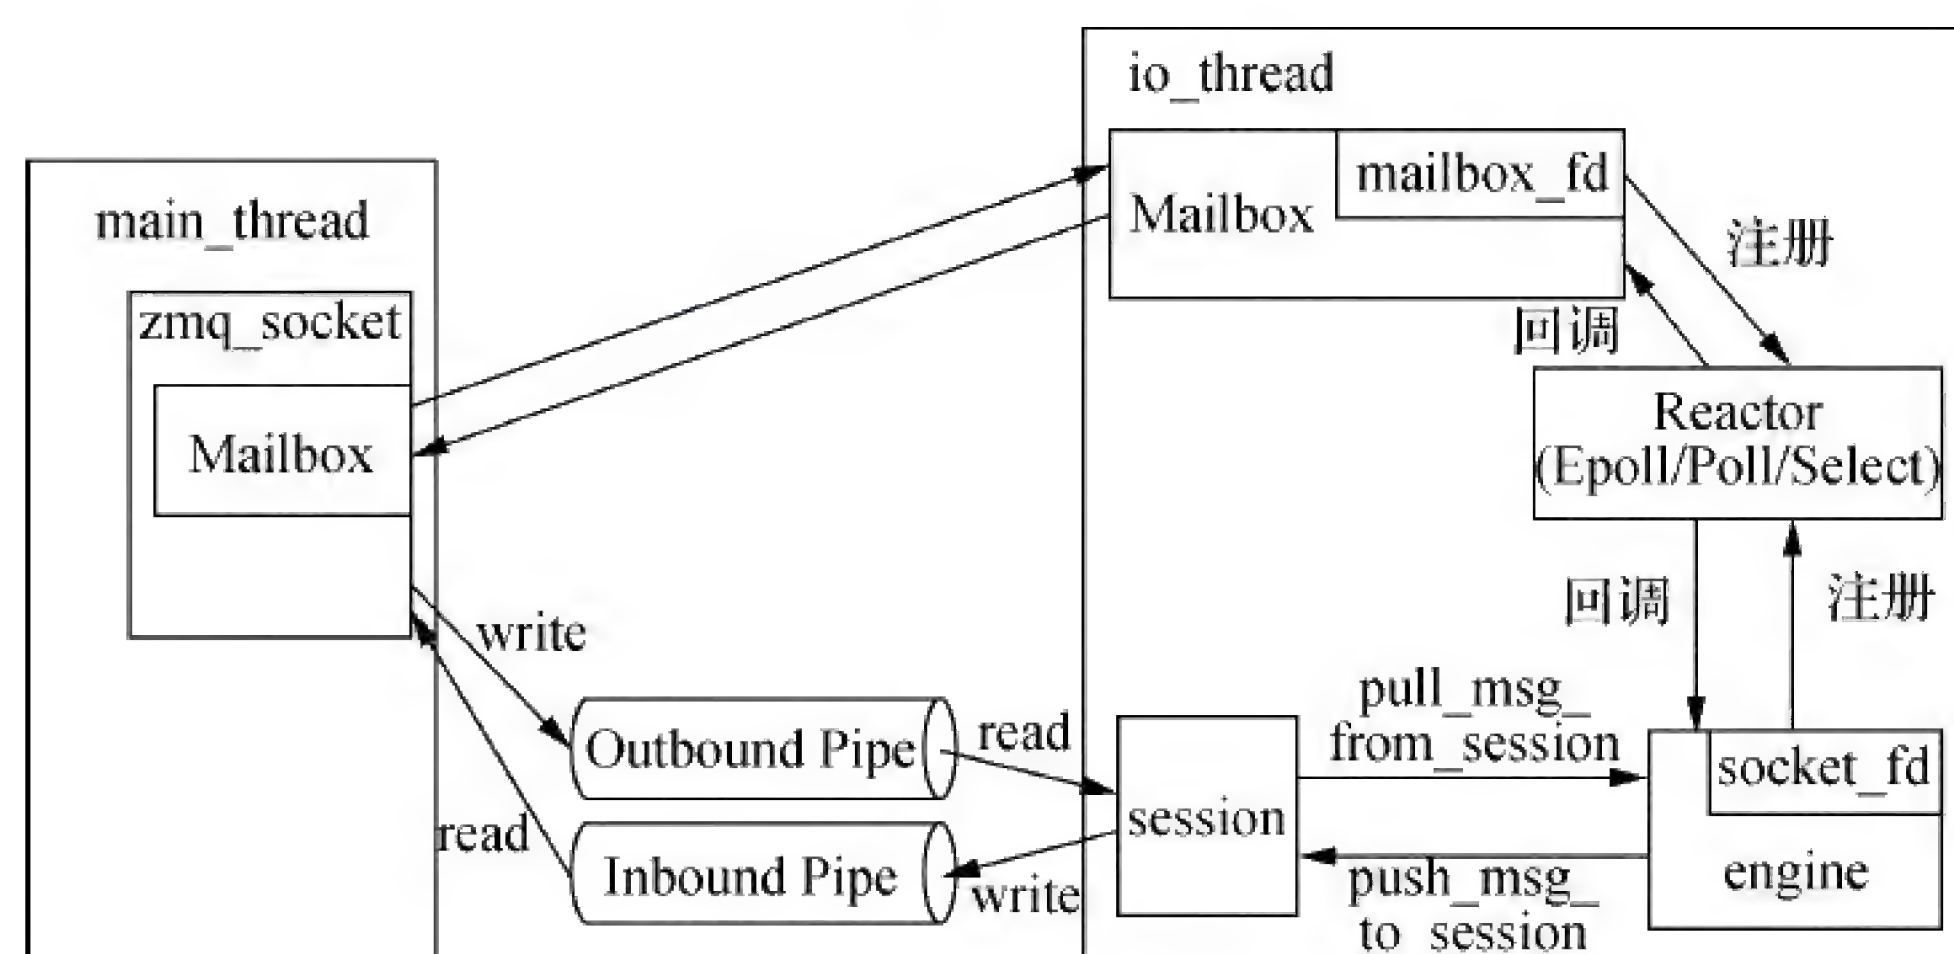 io_thread
mailbox_fd
Mailbox
注册
回调
main_thread
zmq_socket
Mailbox
Reactor
(Epoll/Poll/Select)
回调
注册
write
Outbound Pipe
read
read
Inbound Pipe
write
session
pull_msg_
from_session
push_msg_
to_session
socket_fd
engine